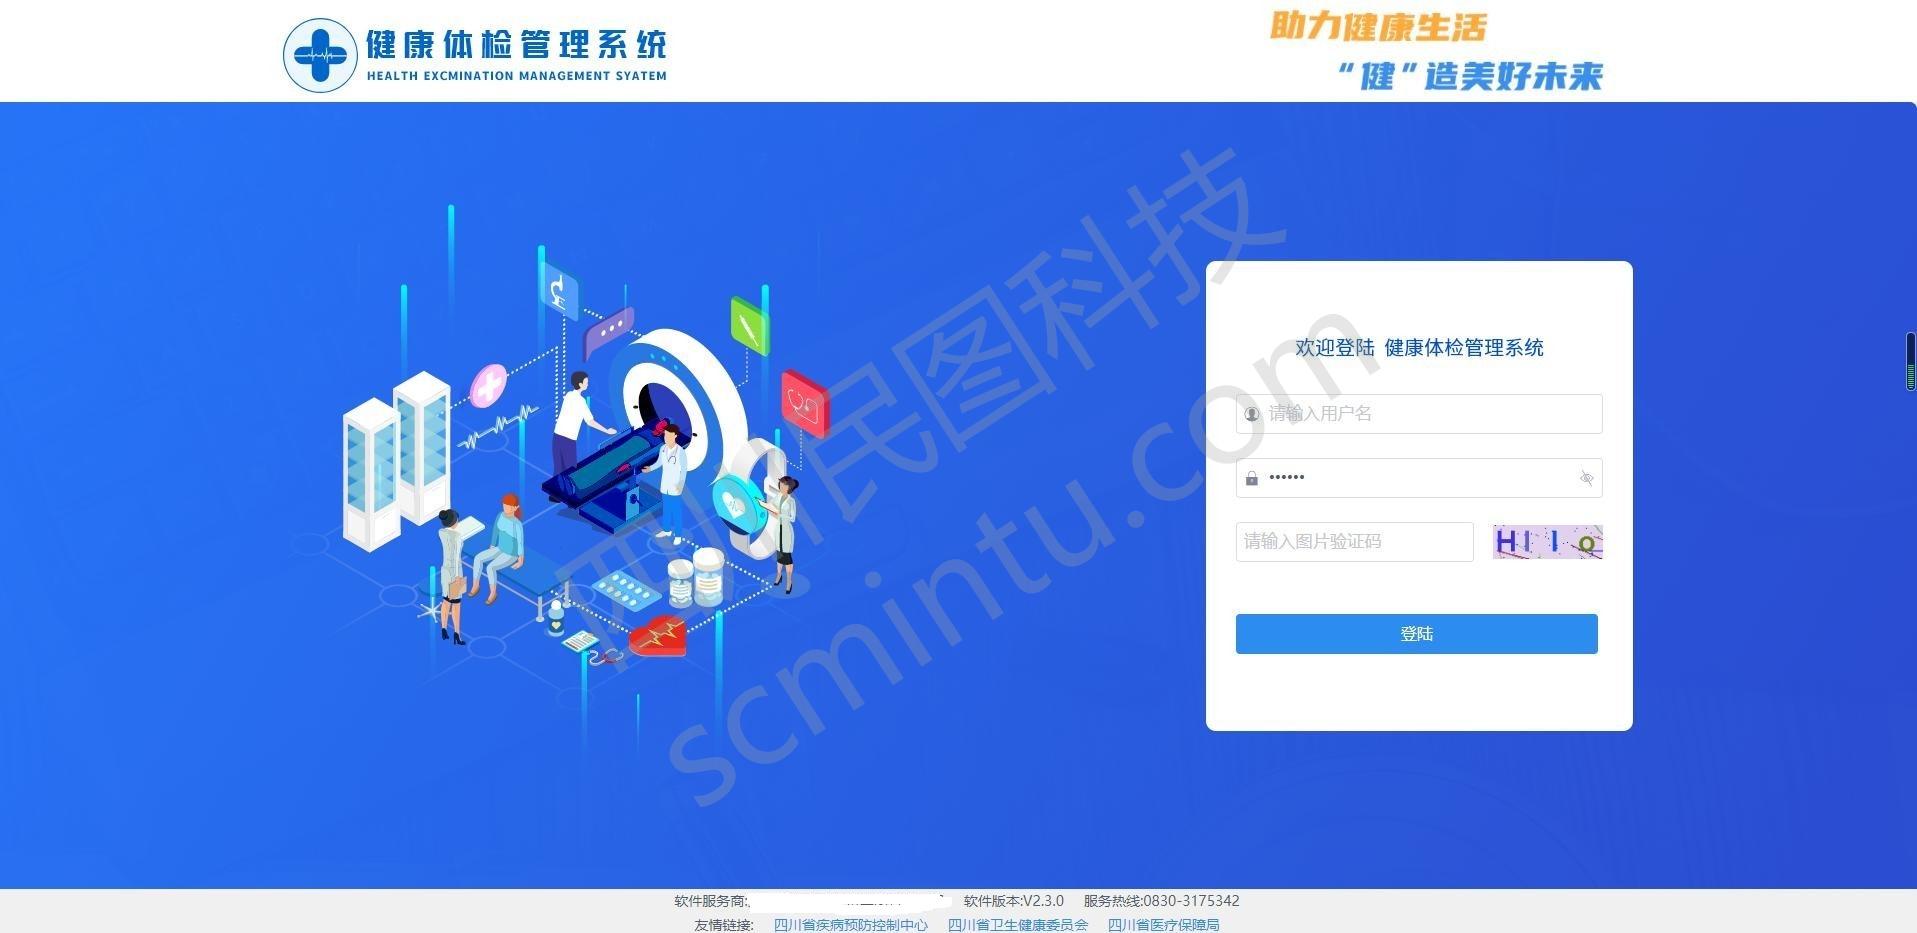 健康体检管理系统
HEALTH EXCMINATION MANAGEMENT SYATEM
助力健康生活
“健”造美好未来
四川民图科技
scmintu.com
欢迎登陆 健康体检管理系统
请输入用户名
••••••
请输入图片验证码
登陆
软件服务商: 软件版本:V2.3.0 服务热线:0830-3175342
友情链接: 四川省疾病预防控制中心 四川省卫生健康委员会 四川省医疗保障局